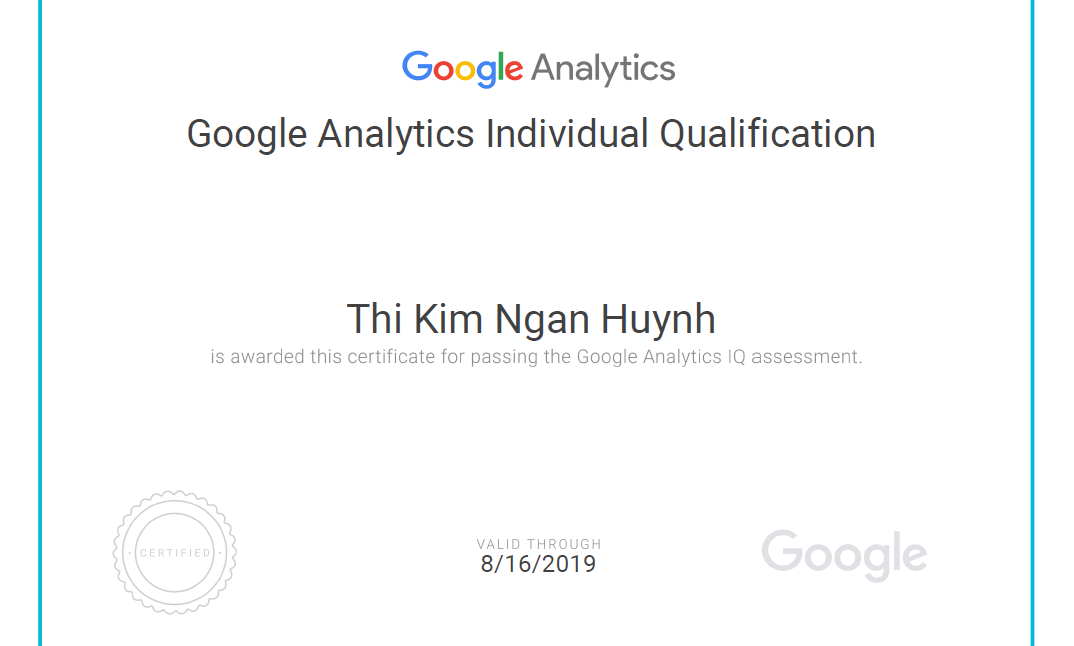 Google Analytics
Google Analytics Individual Qualification
Thi Kim Ngan Huynh
is awarded this certificate for passing the Google Analytics IQ assessment.
· CERTIFIED ·
VALID THROUGH
8/16/2019
Google